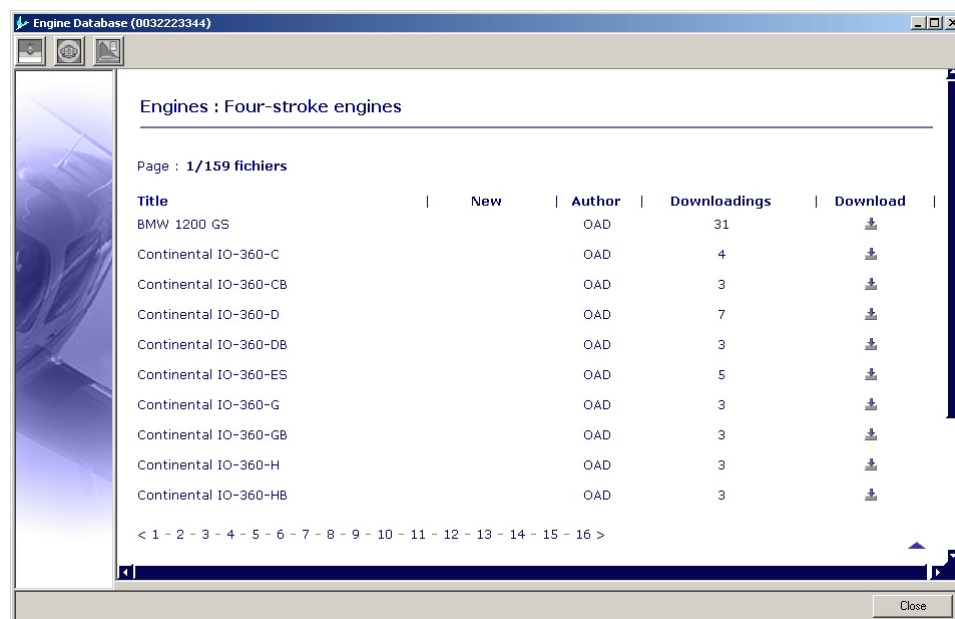 Engine Database (0032223344)
Engines : Four-stroke engines
Page : 1/159 fichiers
Title | New | Author | Downloadings | Download |
BMW 1200 GS OAD 31
Continental IO-360-C OAD 4
Continental IO-360-CB OAD 3
Continental IO-360-D OAD 7
Continental IO-360-DB OAD 3
Continental IO-360-ES OAD 5
Continental IO-360-G OAD 3
Continental IO-360-GB OAD 3
Continental IO-360-H OAD 3
Continental IO-360-HB OAD 3
< 1 - 2 - 3 - 4 - 5 - 6 - 7 - 8 - 9 - 10 - 11 - 12 - 13 - 14 - 15 - 16 >
Close